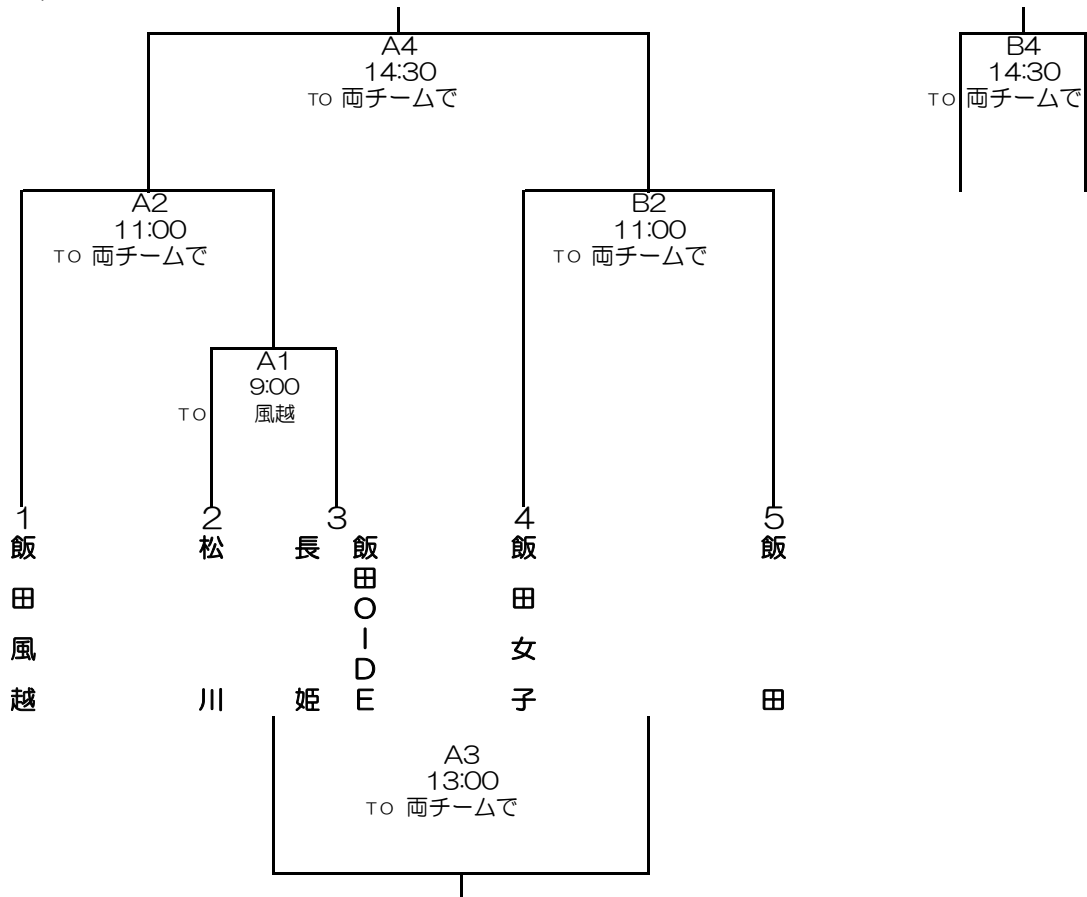 A4
14:30
TO 両チームで
B4
14:30
TO 両チームで
A2
11:00
TO 両チームで
B2
11:00
TO 両チームで
A1
9:00
TO 風越
1
飯田風越
2
松川
3
長姫
飯田OIDE
4
飯田女子
5
飯田
A3
13:00
TO 両チームで